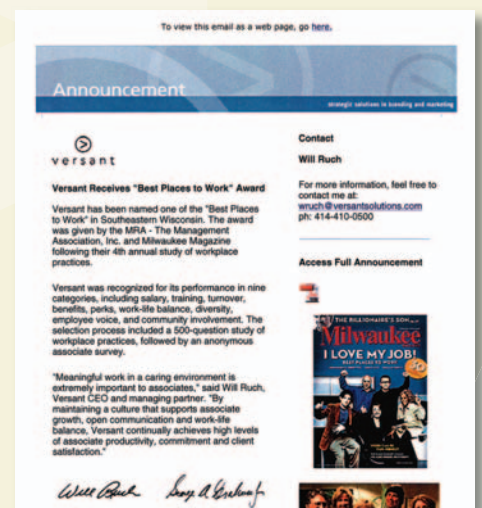 To view this email as a web page, go here.
Announcement
strategic solutions in branding and marketing
versant
Versant Receives "Best Places to Work" Award
Versant has been named one of the "Best Places
to Work" in Southeastern Wisconsin. The award
was given by the MRA - The Management
Association, Inc. and Milwaukee Magazine
following their 4th annual study of workplace
practices.
Versant was recognized for its performance in nine
categories, including salary, training, turnover,
benefits, perks, work-life balance, diversity,
employee voice, and community involvement. The
selection process included a 500-question study of
workplace practices, followed by an anonymous
associate survey.
"Meaningful work in a caring environment is
extremely important to associates," said Will Ruch,
Versant CEO and managing partner. "By
maintaining a culture that supports associate
growth, open communication and work-life
balance, Versant continually achieves high levels
of associate productivity, commitment and client
satisfaction."
Will Ruch
Contact
Will Ruch
For more information, feel free to
contact me at:
wruch@versantsolutions.com
ph: 414-410-0500
Access Full Announcement
THE BILLIONAIRE'S SON
Milwaukee
I LOVE MY JOB!
BEST PLACES TO WORK